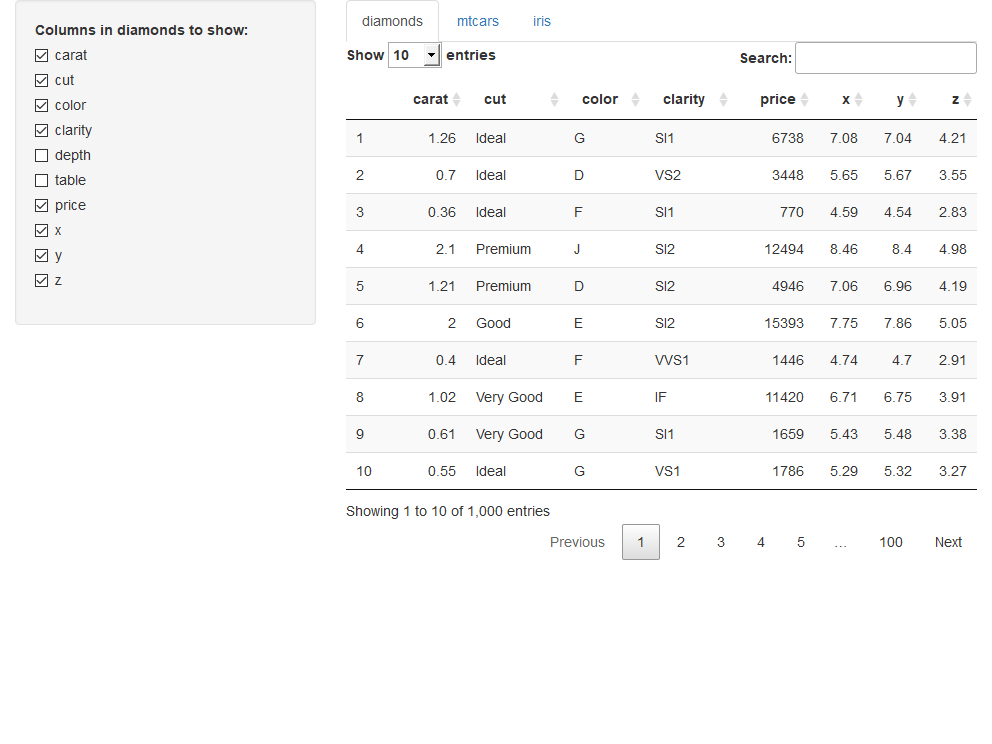 Columns in diamonds to show:
carat
cut
color
clarity
depth
table
price
x
y
z
diamonds mtcars iris
Show 10 entries Search:
carat cut color clarity price x y z
1 1.26 Ideal G SI1 6738 7.08 7.04 4.21
2 0.7 Ideal D VS2 3448 5.65 5.67 3.55
3 0.36 Ideal F SI1 770 4.59 4.54 2.83
4 2.1 Premium J SI2 12494 8.46 8.4 4.98
5 1.21 Premium D SI2 4946 7.06 6.96 4.19
6 2 Good E SI2 15393 7.75 7.86 5.05
7 0.4 Ideal F VVS1 1446 4.74 4.7 2.91
8 1.02 Very Good E IF 11420 6.71 6.75 3.91
9 0.61 Very Good G SI1 1659 5.43 5.48 3.38
10 0.55 Ideal G VS1 1786 5.29 5.32 3.27
Showing 1 to 10 of 1,000 entries
Previous 1 2 3 4 5 … 100 Next